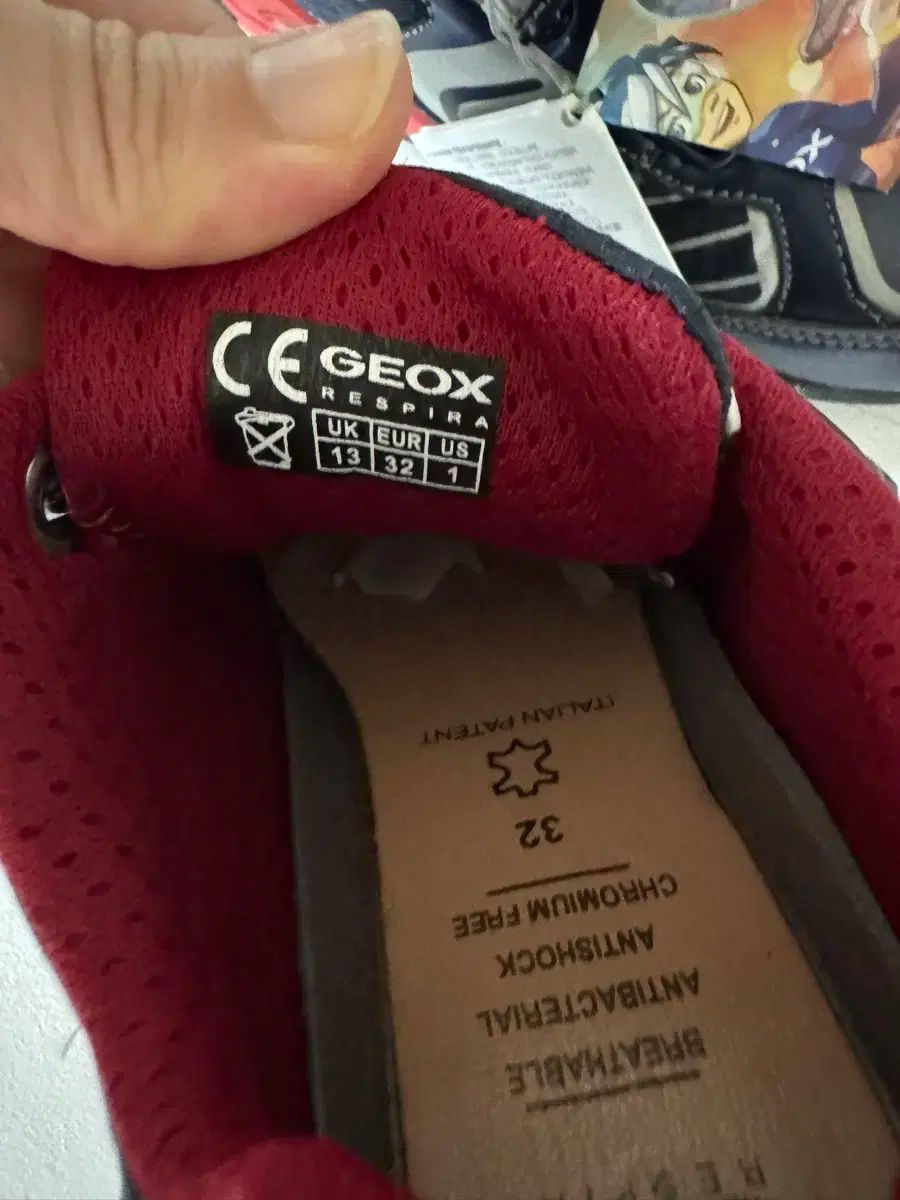 CE GEOX
RESPIRA
UK EUR US
13 32 1
ITALIAN PATENT
32
CHROMIUM FREE
ANTISHOCK
ANTIBACTERIAL
BREATHABLE